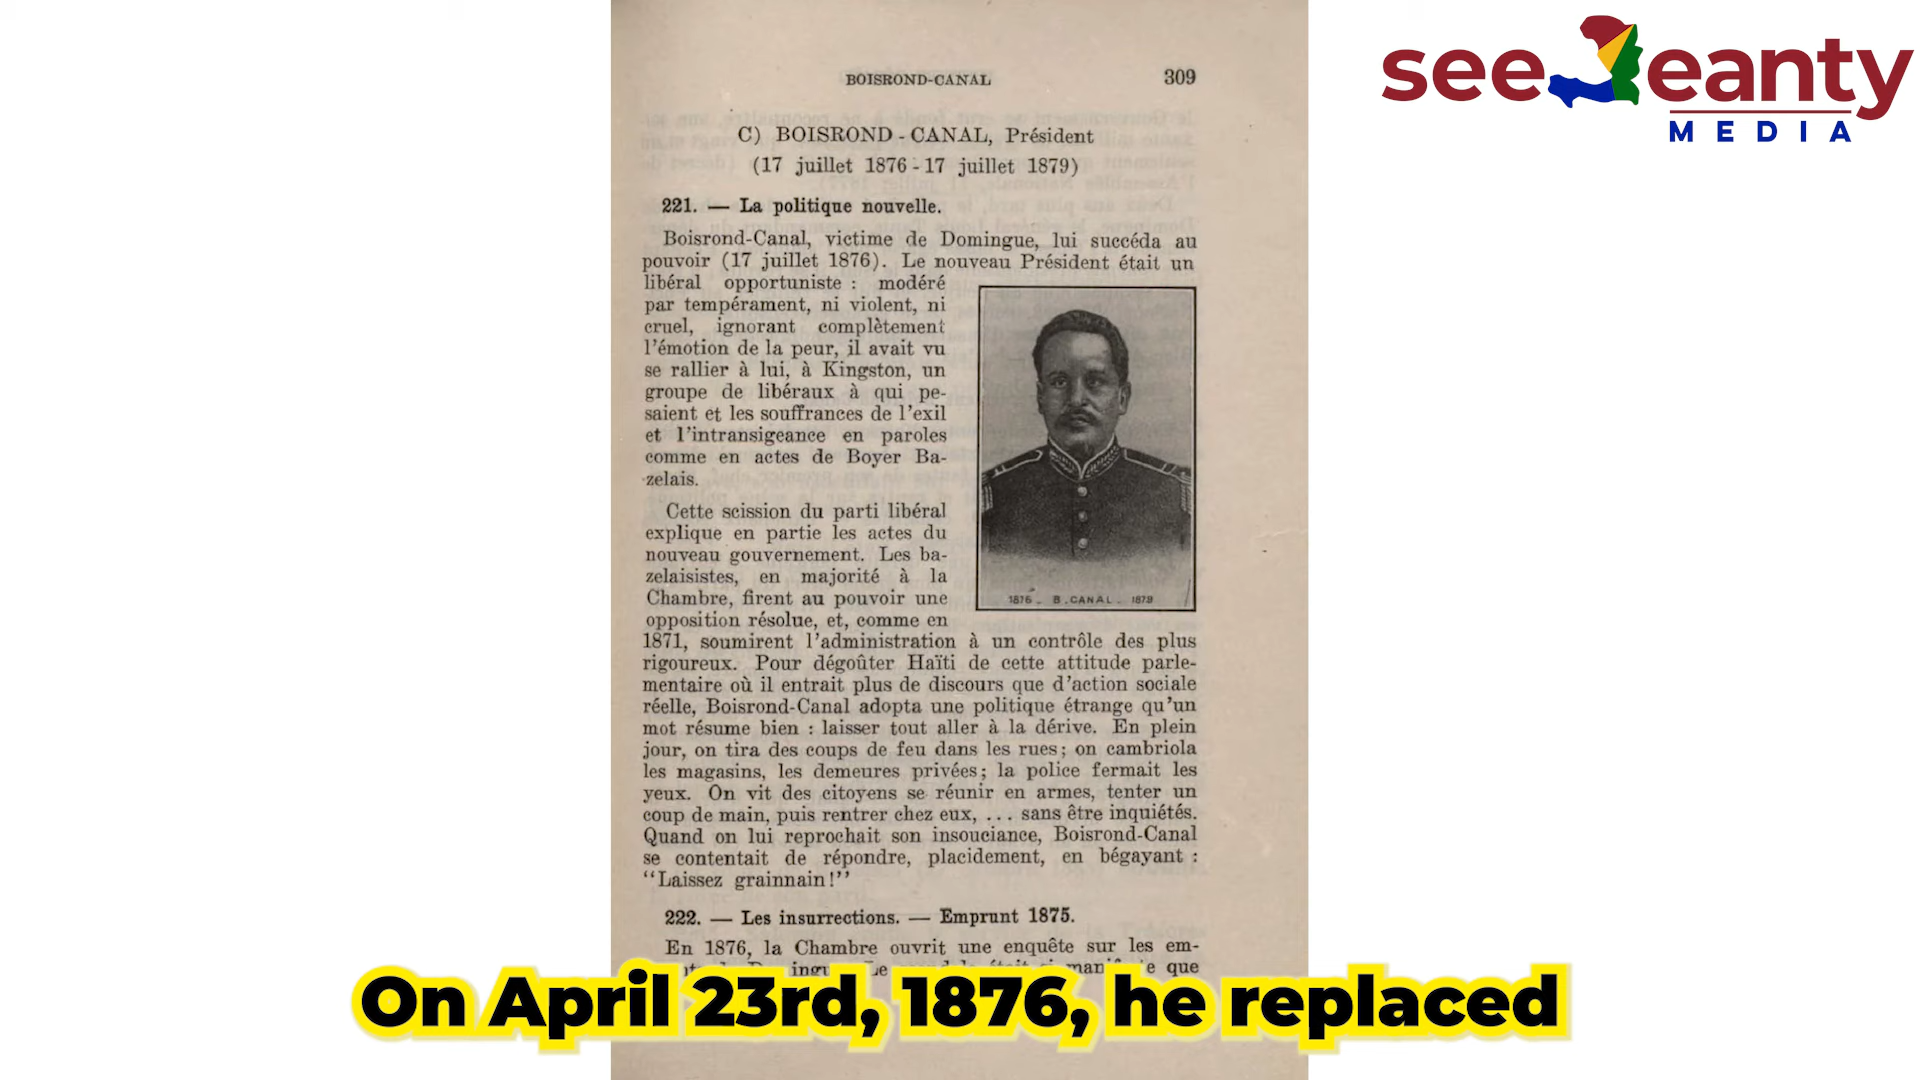 seeJeanty
MEDIA
BOISROND-CANAL 309
C) BOISROND-CANAL, Président
(17 juillet 1876-17 juillet 1879)
221. — La politique nouvelle.
Boisrond-Canal, victime de Domingue, lui succéda au
pouvoir (17 juillet 1876). Le nouveau Président était un
libéral opportuniste : modéré
par tempérament, ni violent, ni
cruel, ignorant complètement
l'émotion de la peur, il avait vu
se rallier à lui, à Kingston, un
groupe de libéraux à qui pe-
saient et les souffrances de l'exil
et l'intransigeance en paroles
comme en actes de Boyer Ba-
zelais.
Cette scission du parti libéral
explique en partie les actes du
nouveau gouvernement. Les ba-
zelaisistes, en majorité à la
Chambre, firent au pouvoir une
opposition résolue, et, comme en
1876 - B. CANAL - 1879
1871, soumirent l'administration à un contrôle des plus
rigoureux. Pour dégoûter Haïti de cette attitude parle-
mentaire où il entrait plus de discours que d'action sociale
réelle, Boisrond-Canal adopta une politique étrange qu'un
mot résume bien : laisser tout aller à la dérive. En plein
jour, on tira des coups de feu dans les rues; on cambriola
les magasins, les demeures privées; la police fermait les
yeux. On vit des citoyens se réunir en armes, tenter un
coup de main, puis rentrer chez eux, ... sans être inquiétés.
Quand on lui reprochait son insouciance, Boisrond-Canal
se contentait de répondre, placidement, en bégayant :
"Laissez grainnain!"
222. — Les insurrections. — Emprunt 1875.
En 1876, la Chambre ouvrit une enquête sur les em-
que
On April 23rd, 1876, he replaced